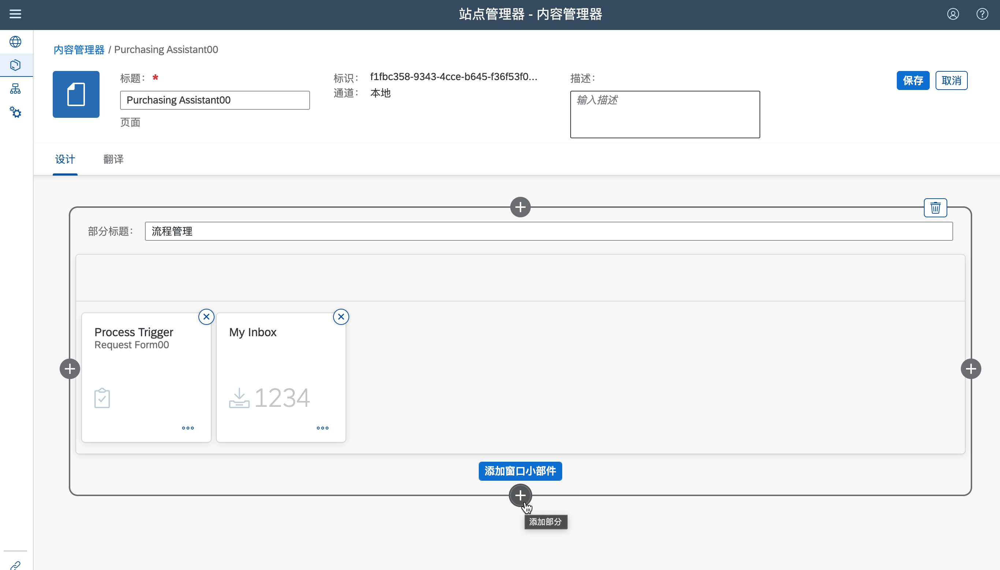 站点管理器 - 内容管理器
内容管理器 / Purchasing Assistant00
标题： *
Purchasing Assistant00
页面
标识： f1fbc358-9343-4cce-b645-f36f53f0...
通道： 本地
描述：
输入描述
保存
取消
设计
翻译
部分标题： 流程管理
Process Trigger
Request Form00
My Inbox
1234
添加窗口小部件
添加部分